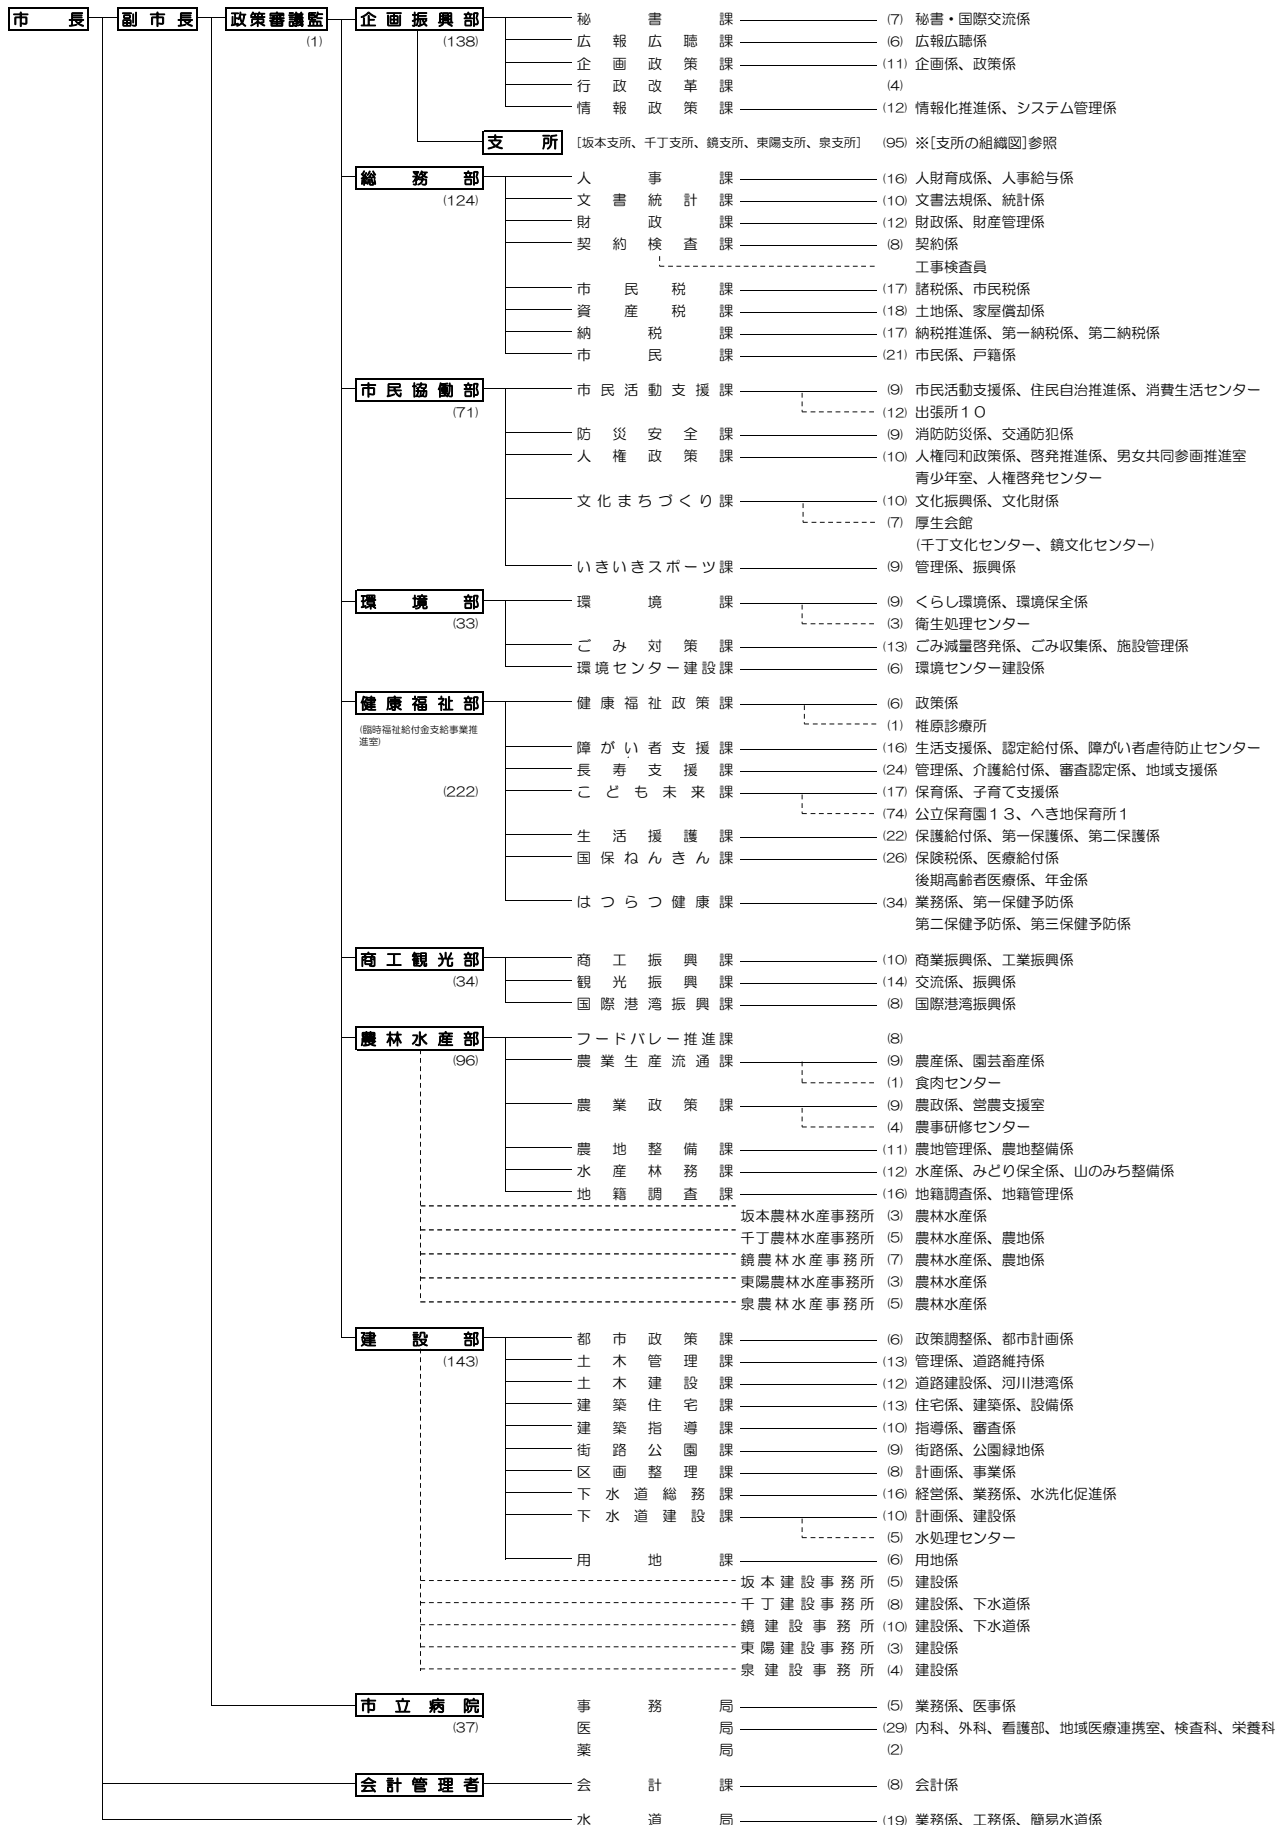 市長 副市長 政策審議監 企画振興部 秘書課 (7) 秘書・国際交流係
(1) (138) 広報広聴課 (6) 広報広聴係
企画政策課 (11) 企画係、政策係
行政改革課 (4)
情報政策課 (12) 情報化推進係、システム管理係
支所 [坂本支所、千丁支所、鏡支所、東陽支所、泉支所] (95) ※[支所の組織図]参照
総務部 人事課 (16) 人財育成係、人事給与係
(124) 文書統計課 (10) 文書法規係、統計係
財政課 (12) 財政係、財産管理係
契約検査課 (8) 契約係
工事検査員
市民税課 (17) 諸税係、市民税係
資産税課 (18) 土地係、家屋償却係
納税課 (17) 納税推進係、第一納税係、第二納税係
市民課 (21) 市民係、戸籍係
市民協働部 市民活動支援課 (9) 市民活動支援係、住民自治推進係、消費生活センター
(71) (12) 出張所10
防災安全課 (9) 消防防災係、交通防犯係
人権政策課 (10) 人権同和政策係、啓発推進係、男女共同参画推進室
青少年室、人権啓発センター
文化まちづくり課 (10) 文化振興係、文化財係
(7) 厚生会館
(千丁文化センター、鏡文化センター)
いきいきスポーツ課 (9) 管理係、振興係
環境部 環境課 (9) くらし環境係、環境保全係
(33) (3) 衛生処理センター
ごみ対策課 (13) ごみ減量啓発係、ごみ収集係、施設管理係
環境センター建設課 (6) 環境センター建設係
健康福祉部 健康福祉政策課 (6) 政策係
(臨時福祉給付金支給事業推進室) (1) 椎原診療所
障がい者支援課 (16) 生活支援係、認定給付係、障がい者虐待防止センター
長寿支援課 (24) 管理係、介護給付係、審査認定係、地域支援係
(222) こども未来課 (17) 保育係、子育て支援係
(74) 公立保育園13、へき地保育所1
生活援護課 (22) 保護給付係、第一保護係、第二保護係
国保ねんきん課 (26) 保険税係、医療給付係
後期高齢者医療係、年金係
はつらつ健康課 (34) 業務係、第一保健予防係
第二保健予防係、第三保健予防係
商工観光部 商工振興課 (10) 商業振興係、工業振興係
(34) 観光振興課 (14) 交流係、振興係
国際港湾振興課 (8) 国際港湾振興係
農林水産部 フードバレー推進課 (8)
(96) 農業生産流通課 (9) 農産係、園芸畜産係
(1) 食肉センター
農業政策課 (9) 農政係、営農支援室
(4) 農事研修センター
農地整備課 (11) 農地管理係、農地整備係
水産林務課 (12) 水産係、みどり保全係、山のみち整備係
地籍調査課 (16) 地籍調査係、地籍管理係
坂本農林水産事務所 (3) 農林水産係
千丁農林水産事務所 (5) 農林水産係、農地係
鏡農林水産事務所 (7) 農林水産係、農地係
東陽農林水産事務所 (3) 農林水産係
泉農林水産事務所 (5) 農林水産係
建設部 都市政策課 (6) 政策調整係、都市計画係
(143) 土木管理課 (13) 管理係、道路維持係
土木建設課 (12) 道路建設係、河川港湾係
建築住宅課 (13) 住宅係、建築係、設備係
建築指導課 (10) 指導係、審査係
街路公園課 (9) 街路係、公園緑地係
区画整理課 (8) 計画係、事業係
下水道総務課 (16) 経営係、業務係、水洗化促進係
下水道建設課 (10) 計画係、建設係
(5) 水処理センター
用地課 (6) 用地係
坂本建設事務所 (5) 建設係
千丁建設事務所 (8) 建設係、下水道係
鏡建設事務所 (10) 建設係、下水道係
東陽建設事務所 (3) 建設係
泉建設事務所 (4) 建設係
市立病院 事務局 (5) 業務係、医事係
(37) 医局 (29) 内科、外科、看護部、地域医療連携室、検査科、栄養科
薬局 (2)
会計管理者 会計課 (8) 会計係
水道局 (19) 業務係、工務係、簡易水道係